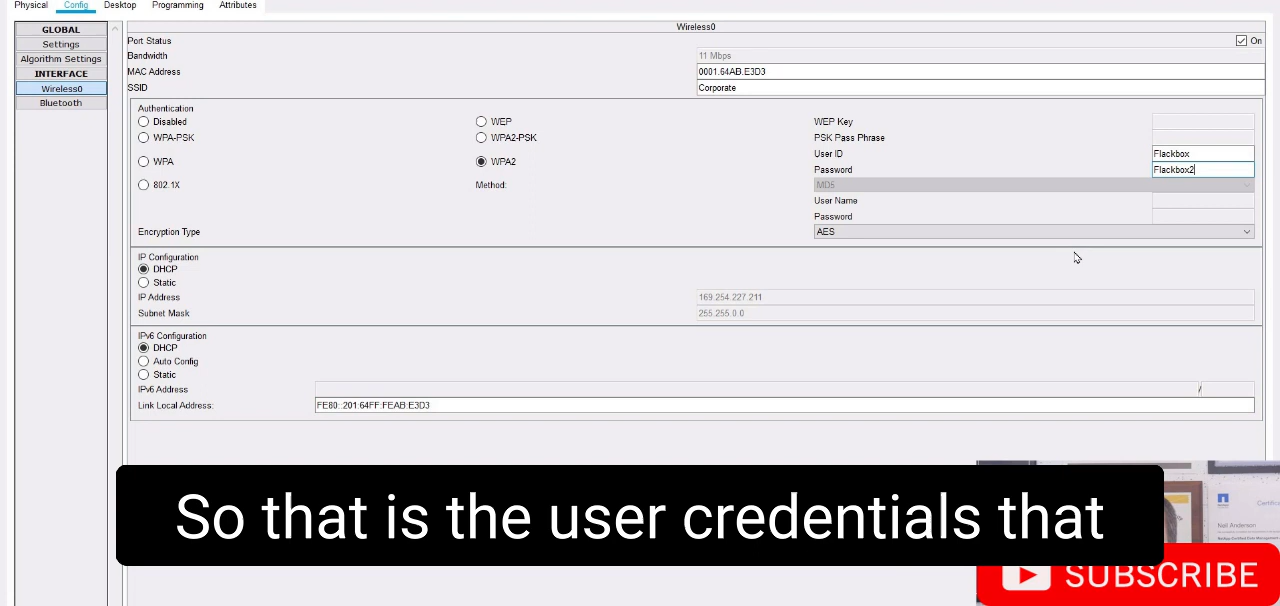 Physical Config Desktop Programming Attributes
GLOBAL
Settings
Algorithm Settings
INTERFACE
Wireless0
Bluetooth
Wireless0
Port Status On
Bandwidth 11 Mbps
MAC Address 0001.64AB.E3D3
SSID Corporate
Authentication
Disabled WEP WEP Key
WPA-PSK WPA2-PSK PSK Pass Phrase
User ID Flackbox
WPA WPA2
Password Flackbox2
802.1X Method: MD5
User Name
Password
Encryption Type AES
IP Configuration
DHCP
Static
IP Address 169.254.227.211
Subnet Mask 255.255.0.0
IPv6 Configuration
DHCP
Auto Config
Static
IPv6 Address /
Link Local Address: FE80::201:64FF:FEAB:E3D3
So that is the user credentials that
Neil Anderson
SUBSCRIBE